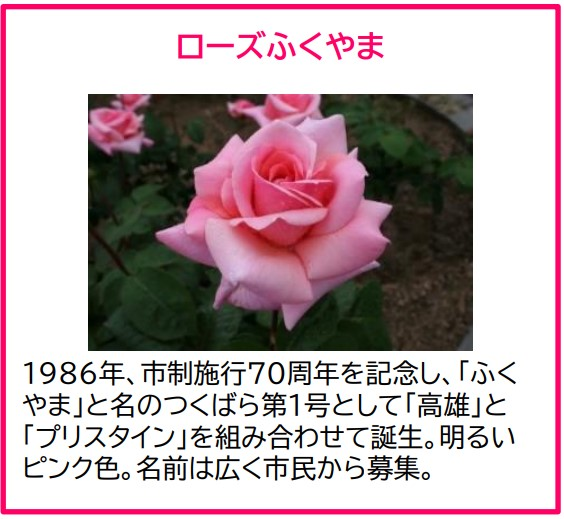 ローズふくやま
1986年、市制施行70周年を記念し、「ふく
やま」と名のつくばら第1号として「高雄」と
「プリスタイン」を組み合わせて誕生。明るい
ピンク色。名前は広く市民から募集。